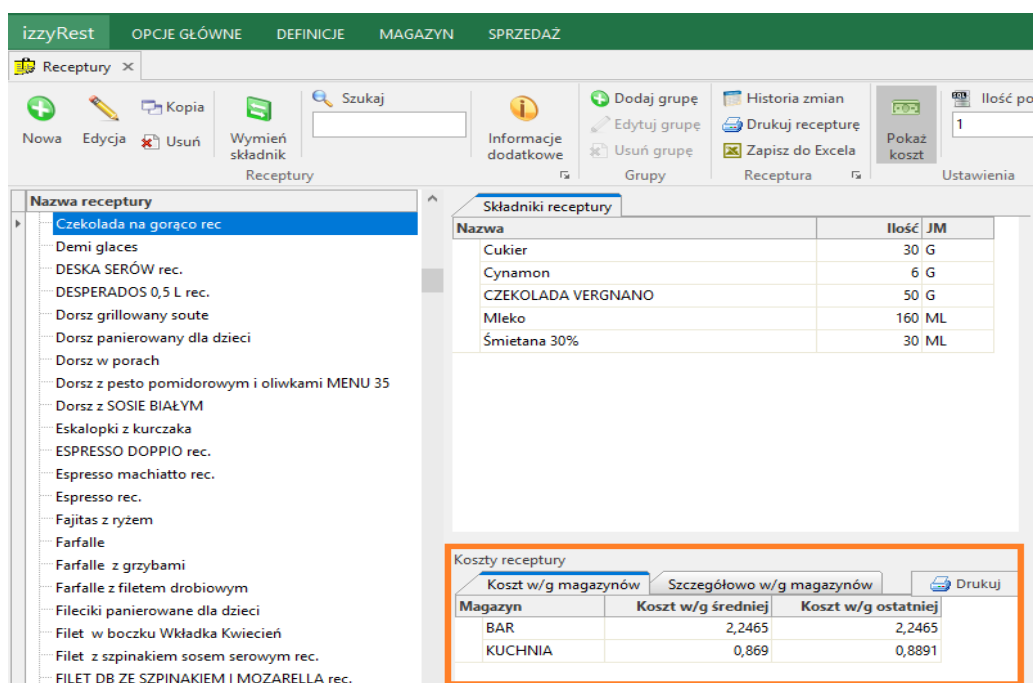 izzyRest OPCJE GŁÓWNE DEFINICJE MAGAZYN SPRZEDAŻ
Receptury ×
Nowa Edycja Kopia Usuń Wymień składnik Szukaj Informacje dodatkowe Dodaj grupę Edytuj grupę Usuń grupę Historia zmian Drukuj recepturę Zapisz do Excela Pokaż koszt Ilość po 1
Receptury Grupy Receptura Ustawienia
Nazwa receptury
Czekolada na gorąco rec
Demi glaces
DESKA SERÓW rec.
DESPERADOS 0,5 L rec.
Dorsz grillowany soute
Dorsz panierowany dla dzieci
Dorsz w porach
Dorsz z pesto pomidorowym i oliwkami MENU 35
Dorsz z SOSIE BIAŁYM
Eskalopki z kurczaka
ESPRESSO DOPPIO rec.
Espresso machiatto rec.
Espresso rec.
Fajitas z ryżem
Farfalle
Farfalle z grzybami
Farfalle z filetem drobiowym
Fileciki panierowane dla dzieci
Filet w boczku Wkładka Kwiecień
Filet z szpinakiem sosem serowym rec.
FILET DB ZE SZPINAKIEM I MOZARELLA rec.
Składniki receptury
Nazwa Ilość JM
Cukier 30 G
Cynamon 6 G
CZEKOLADA VERGNANO 50 G
Mleko 160 ML
Śmietana 30% 30 ML
Koszty receptury
Koszt w/g magazynów Szczegółowo w/g magazynów Drukuj
Magazyn Koszt w/g średniej Koszt w/g ostatniej
BAR 2,2465 2,2465
KUCHNIA 0,869 0,8891